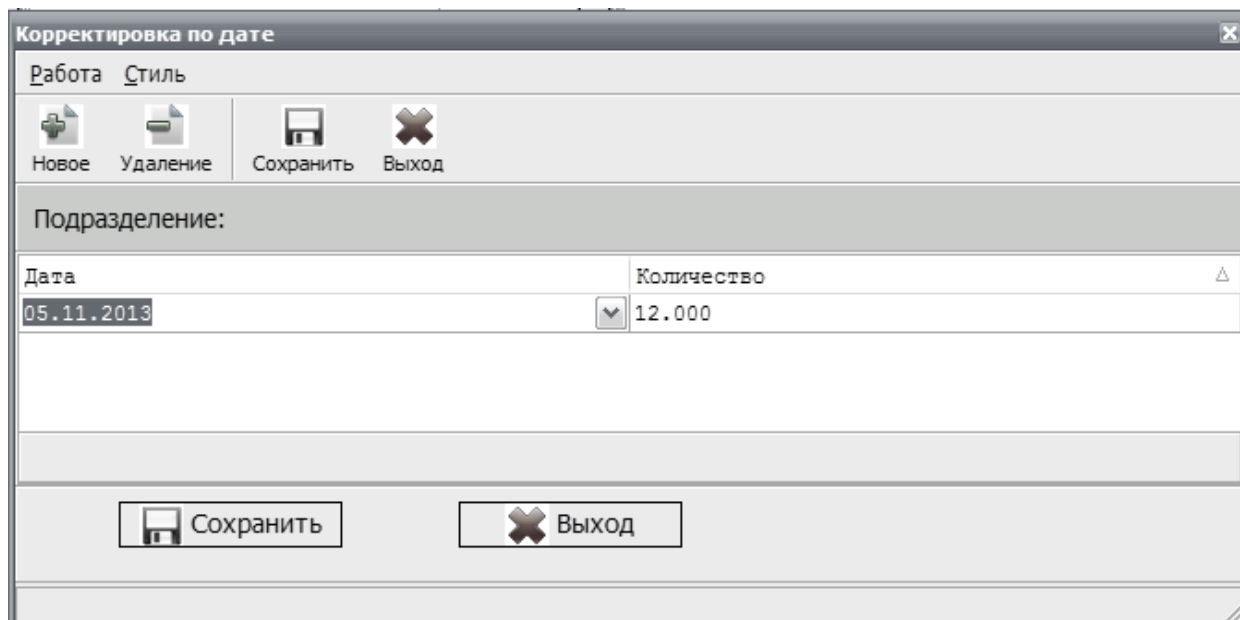 Корректировка по дате
Работа Стиль
Новое Удаление Сохранить Выход
Подразделение:
Дата Количество
05.11.2013 12.000
Сохранить Выход